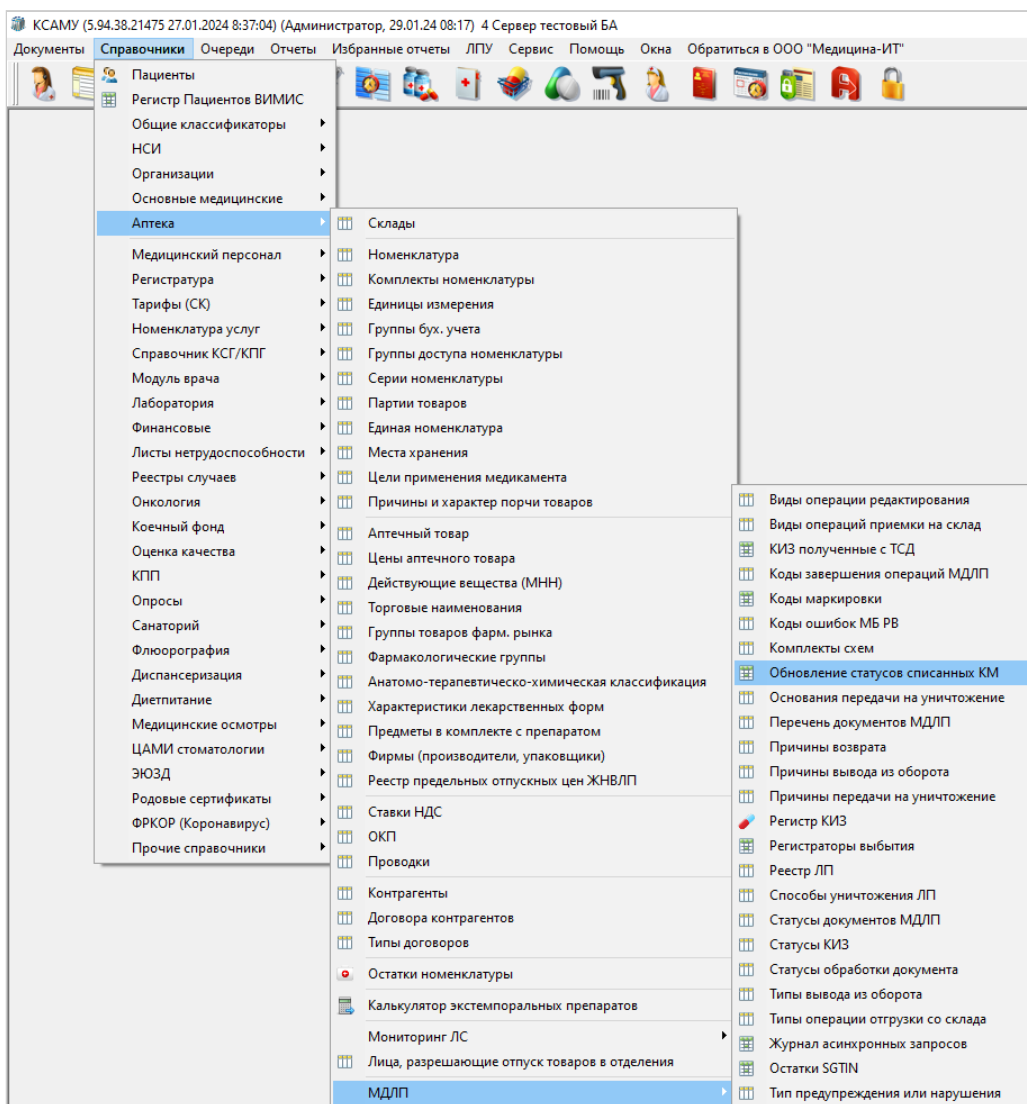 КСАМУ (5.94.38.21475 27.01.2024 8:37:04) (Администратор, 29.01.24 08:17) 4 Сервер тестовый БА
Документы Справочники Очереди Отчеты Избранные отчеты ЛПУ Сервис Помощь Окна Обратиться в ООО "Медицина-ИТ"
Пациенты
Регистр Пациентов ВИМИС
Общие классификаторы
НСИ
Организации
Основные медицинские
Аптека
Медицинский персонал
Регистратура
Тарифы (СК)
Номенклатура услуг
Справочник КСГ/КПГ
Модуль врача
Лаборатория
Финансовые
Листы нетрудоспособности
Реестры случаев
Онкология
Коечный фонд
Оценка качества
КПП
Опросы
Санаторий
Флюорография
Диспансеризация
Диетпитание
Медицинские осмотры
ЦАМИ стоматологии
ЭЮЗД
Родовые сертификаты
ФРКОР (Коронавирус)
Прочие справочники
Склады
Номенклатура
Комплекты номенклатуры
Единицы измерения
Группы бух. учета
Группы доступа номенклатуры
Серии номенклатуры
Партии товаров
Единая номенклатура
Места хранения
Цели применения медикамента
Причины и характер порчи товаров
Аптечный товар
Цены аптечного товара
Действующие вещества (МНН)
Торговые наименования
Группы товаров фарм. рынка
Фармакологические группы
Анатомо-терапевтическо-химическая классификация
Характеристики лекарственных форм
Предметы в комплекте с препаратом
Фирмы (производители, упаковщики)
Реестр предельных отпускных цен ЖНВЛП
Ставки НДС
ОКП
Проводки
Контрагенты
Договора контрагентов
Типы договоров
Остатки номенклатуры
Калькулятор экстемпоральных препаратов
Мониторинг ЛС
Лица, разрешающие отпуск товаров в отделения
МДЛП
Виды операции редактирования
Виды операций приемки на склад
КИЗ полученные с ТСД
Коды завершения операций МДЛП
Коды маркировки
Коды ошибок МБ РВ
Комплекты схем
Обновление статусов списанных КМ
Основания передачи на уничтожение
Перечень документов МДЛП
Причины возврата
Причины вывода из оборота
Причины передачи на уничтожение
Регистр КИЗ
Регистраторы выбытия
Реестр ЛП
Способы уничтожения ЛП
Статусы документов МДЛП
Статусы КИЗ
Статусы обработки документа
Типы вывода из оборота
Типы операции отгрузки со склада
Журнал асинхронных запросов
Остатки SGTIN
Тип предупреждения или нарушения